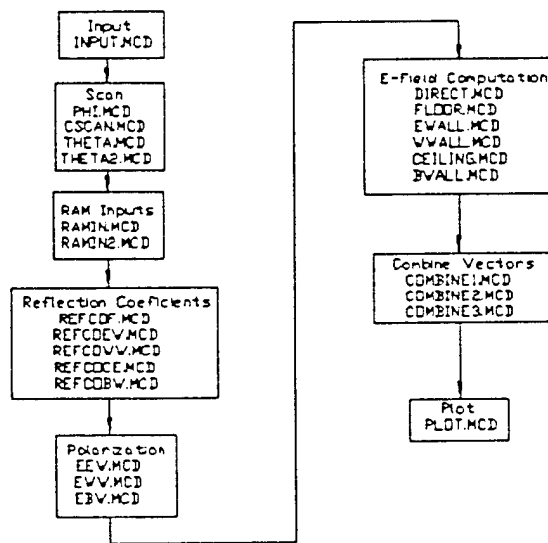 Input
INPUT.MCD
Scan
PHI.MCD
CSCAN.MCD
THETA.MCD
THETA2.MCD
RAM Inputs
RAMIN.MCD
RAMIN2.MCD
Reflection Coeficients
REFCOF.MCD
REFCOEW.MCD
REFCOWW.MCD
REFCOCE.MCD
REFCOBW.MCD
Polarization
EEW.MCD
EWW.MCD
EBW.MCD
E-Field Computation
DIRECT.MCD
FLOOR.MCD
EWALL.MCD
WWALL.MCD
CEILING.MCD
BWALL.MCD
Combine Vectors
COMBINE1.MCD
COMBINE2.MCD
COMBINE3.MCD
Plot
PLOT.MCD